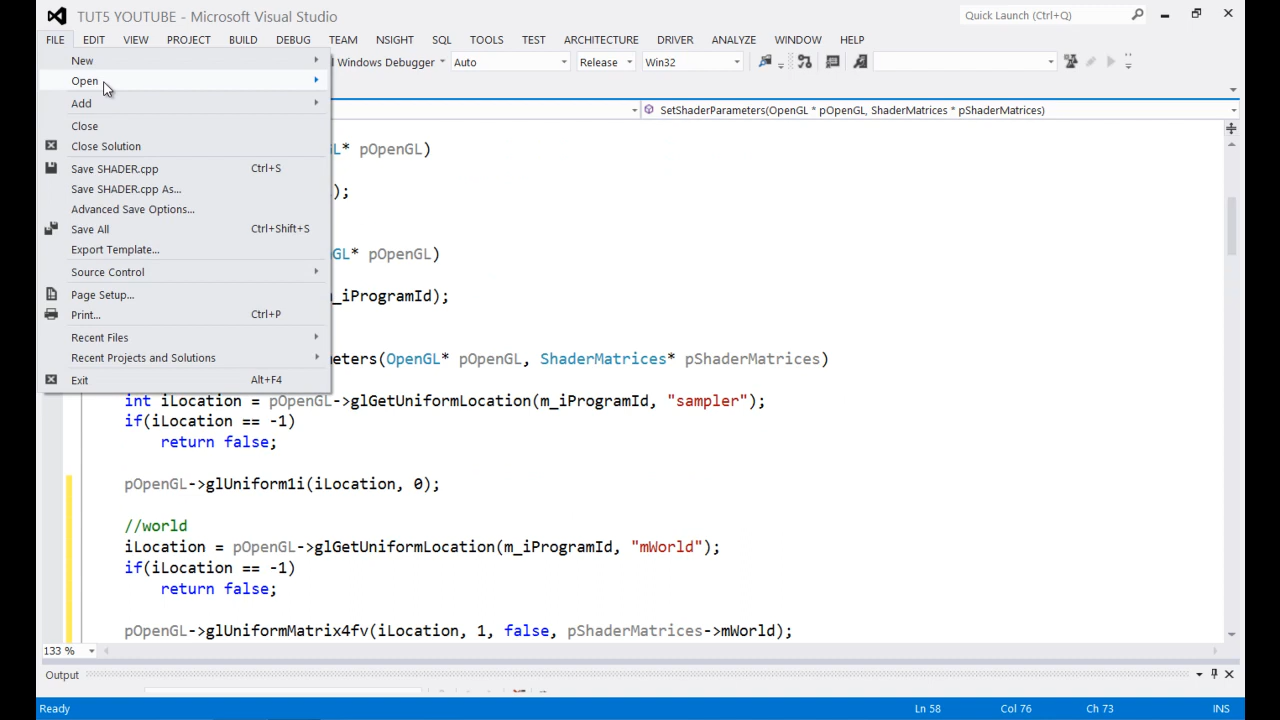 TUT5 YOUTUBE - Microsoft Visual Studio
Quick Launch (Ctrl+Q)
FILE EDIT VIEW PROJECT BUILD DEBUG TEAM NSIGHT SQL TOOLS TEST ARCHITECTURE DRIVER ANALYZE WINDOW HELP
New
Windows Debugger Auto Release Win32
Open
Add
SetShaderParameters(OpenGL * pOpenGL, ShaderMatrices * pShaderMatrices)
Close
Close Solution
GL* pOpenGL)
Save SHADER.cpp Ctrl+S
Save SHADER.cpp As...
);
Advanced Save Options...
Save All Ctrl+Shift+S
Export Template...
GL* pOpenGL)
Source Control
Page Setup...
_iProgramId);
Print... Ctrl+P
Recent Files
Recent Projects and Solutions
meters(OpenGL* pOpenGL, ShaderMatrices* pShaderMatrices)
Exit Alt+F4
int iLocation = pOpenGL->glGetUniformLocation(m_iProgramId, "sampler");
if(iLocation == -1)
return false;
pOpenGL->glUniform1i(iLocation, 0);
//world
iLocation = pOpenGL->glGetUniformLocation(m_iProgramId, "mWorld");
if(iLocation == -1)
return false;
pOpenGL->glUniformMatrix4fv(iLocation, 1, false, pShaderMatrices->mWorld);
133 %
Output
Ready Ln 58 Col 76 Ch 73 INS